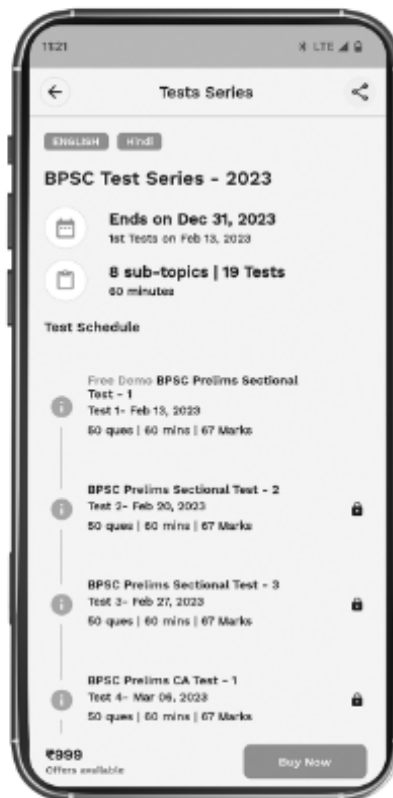 11:21 LTE
Tests Series
ENGLISH Hindi
BPSC Test Series - 2023
Ends on Dec 31, 2023
1st Tests on Feb 13, 2023
8 sub-topics | 19 Tests
60 minutes
Test Schedule
Free Demo BPSC Prelims Sectional
Test - 1
Test 1- Feb 13, 2023
50 ques | 60 mins | 67 Marks
BPSC Prelims Sectional Test - 2
Test 2- Feb 20, 2023
50 ques | 60 mins | 67 Marks
BPSC Prelims Sectional Test - 3
Test 3- Feb 27, 2023
50 ques | 60 mins | 67 Marks
BPSC Prelims CA Test - 1
Test 4- Mar 06, 2023
50 ques | 60 mins | 67 Marks
₹999
Offers available
Buy Now